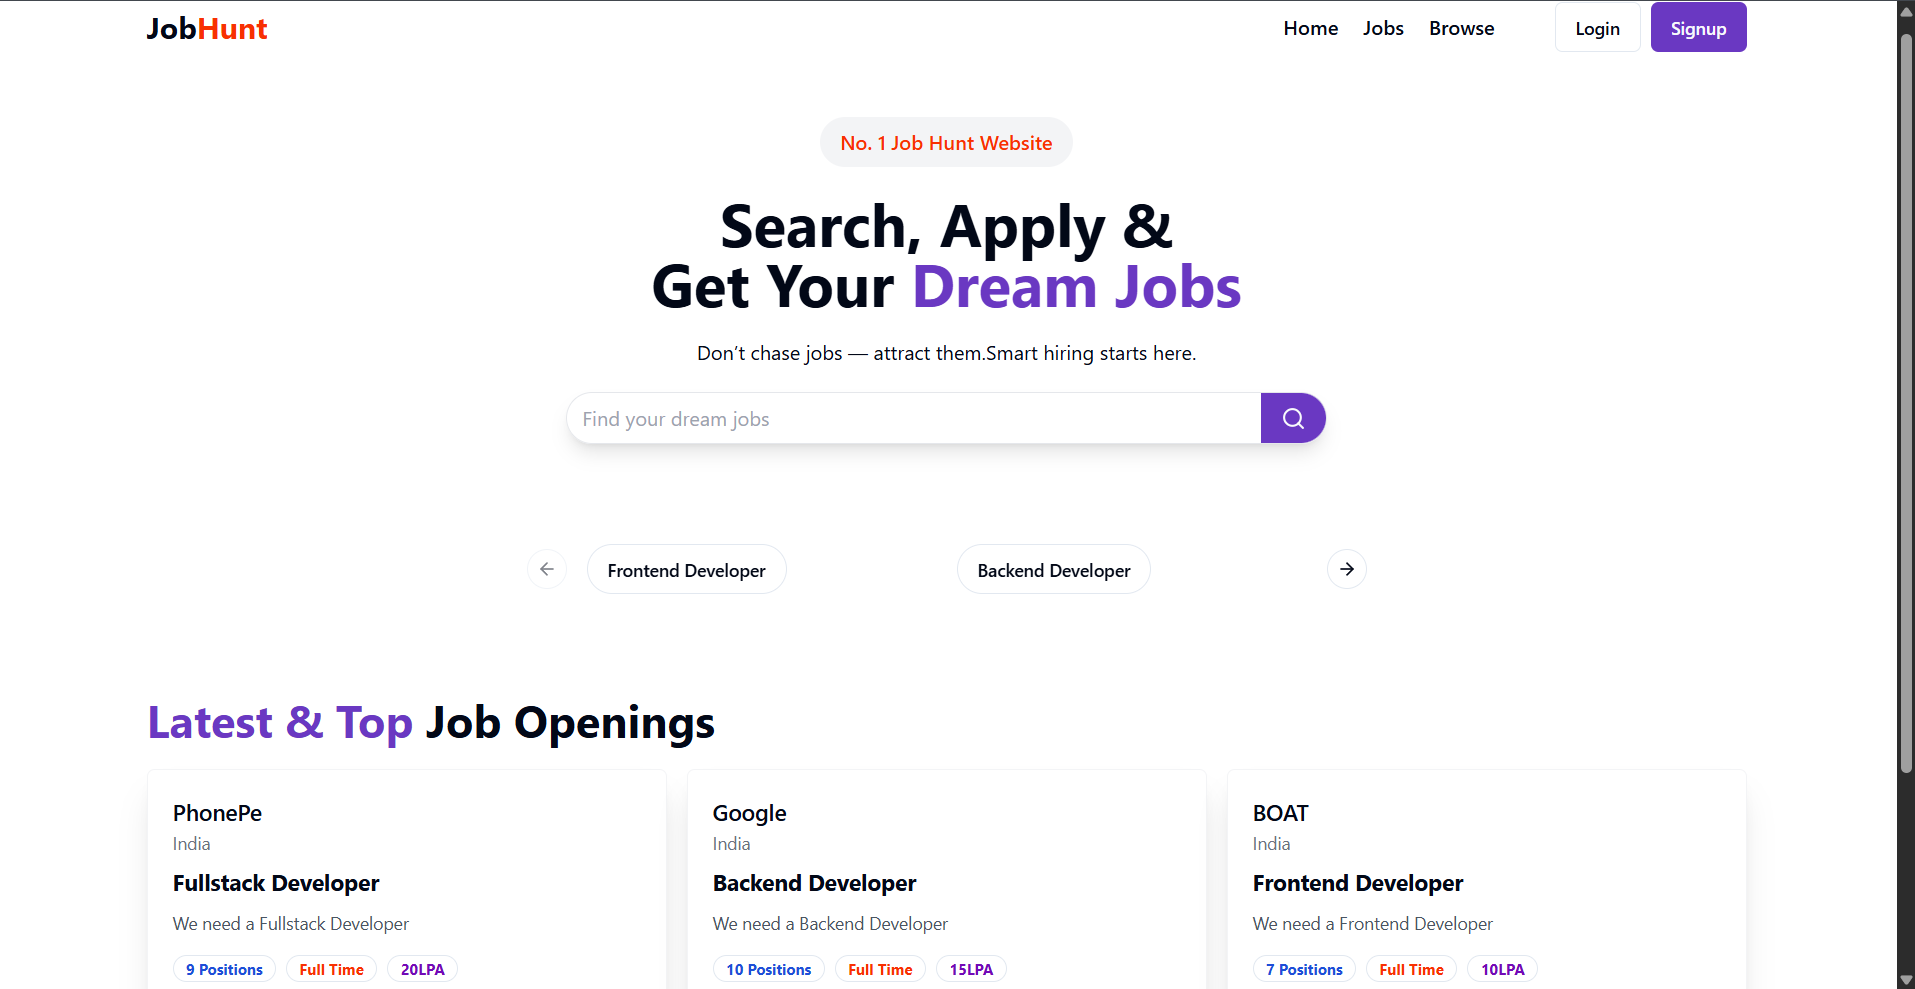 JobHunt
Home Jobs Browse Login Signup
No. 1 Job Hunt Website
Search, Apply &
Get Your Dream Jobs
Don’t chase jobs — attract them.Smart hiring starts here.
Find your dream jobs
Frontend Developer Backend Developer
Latest & Top Job Openings
PhonePe
India
Fullstack Developer
We need a Fullstack Developer
9 Positions Full Time 20LPA
Google
India
Backend Developer
We need a Backend Developer
10 Positions Full Time 15LPA
BOAT
India
Frontend Developer
We need a Frontend Developer
7 Positions Full Time 10LPA